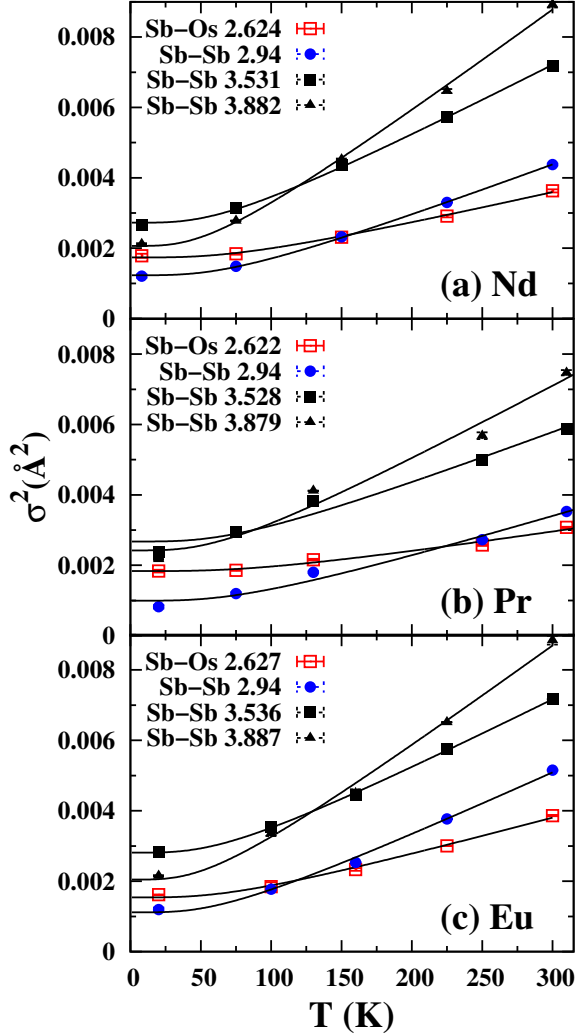 0.008
0.006
0.004
0.002
0
Sb−Os 2.624
Sb−Sb 2.94
Sb−Sb 3.531
Sb−Sb 3.882
(a) Nd
0.008
0.006
0.004
0.002
0
Sb−Os 2.622
Sb−Sb 2.94
Sb−Sb 3.528
Sb−Sb 3.879
(b) Pr
σ²(Å²)
0.008
0.006
0.004
0.002
0
Sb−Os 2.627
Sb−Sb 2.94
Sb−Sb 3.536
Sb−Sb 3.887
(c) Eu
0 50 100 150 200 250 300
T (K)